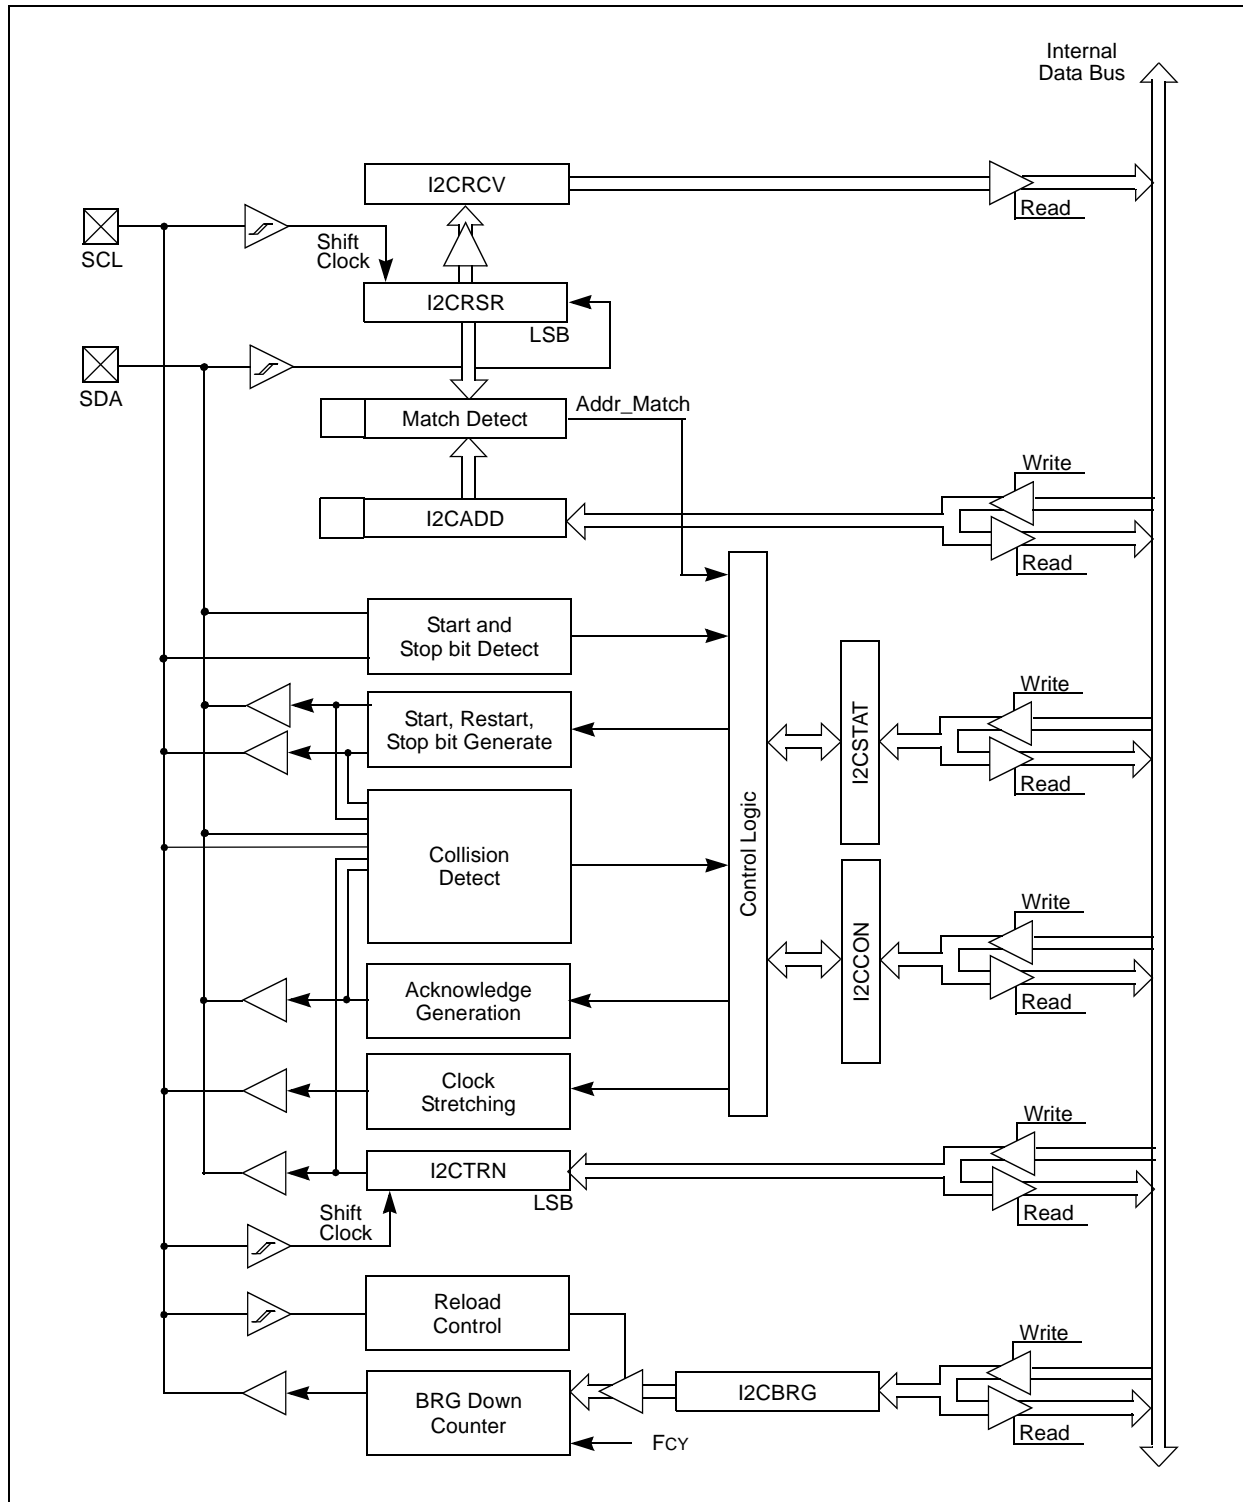 Internal
Data Bus
I2CRCV
Read
SCL
Shift
Clock
I2CRSR
LSB
SDA
Match Detect
Addr_Match
Write
I2CADD
Read
Start and
Stop bit Detect
Write
Start, Restart,
Stop bit Generate
I2CSTAT
Read
Control Logic
Collision
Detect
Write
I2CCON
Read
Acknowledge
Generation
Clock
Stretching
Write
I2CTRN
LSB
Read
Shift
Clock
Reload
Control
Write
I2CBRG
BRG Down
Counter
Read
FCY